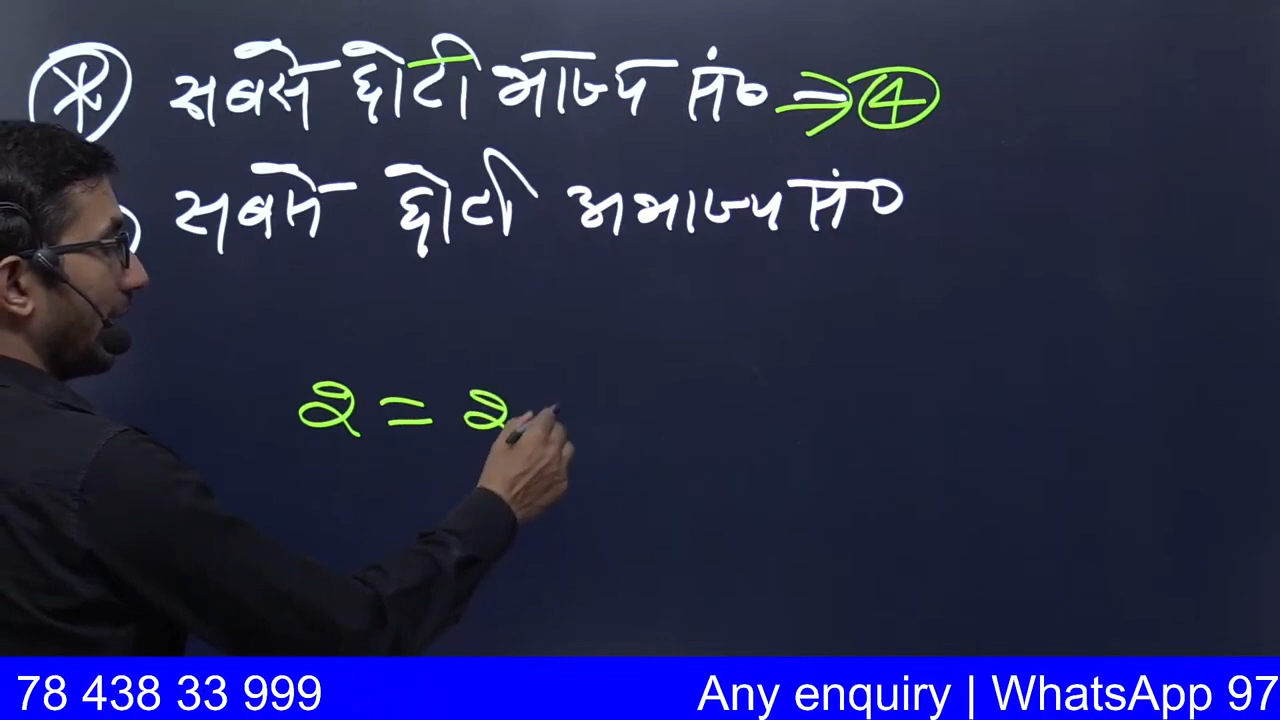 सबसे छोटी भाज्य सं० ⇒ 4
सबसे छोटी अभाज्य सं०
2 = 2
78 438 33 999
Any enquiry | WhatsApp 97